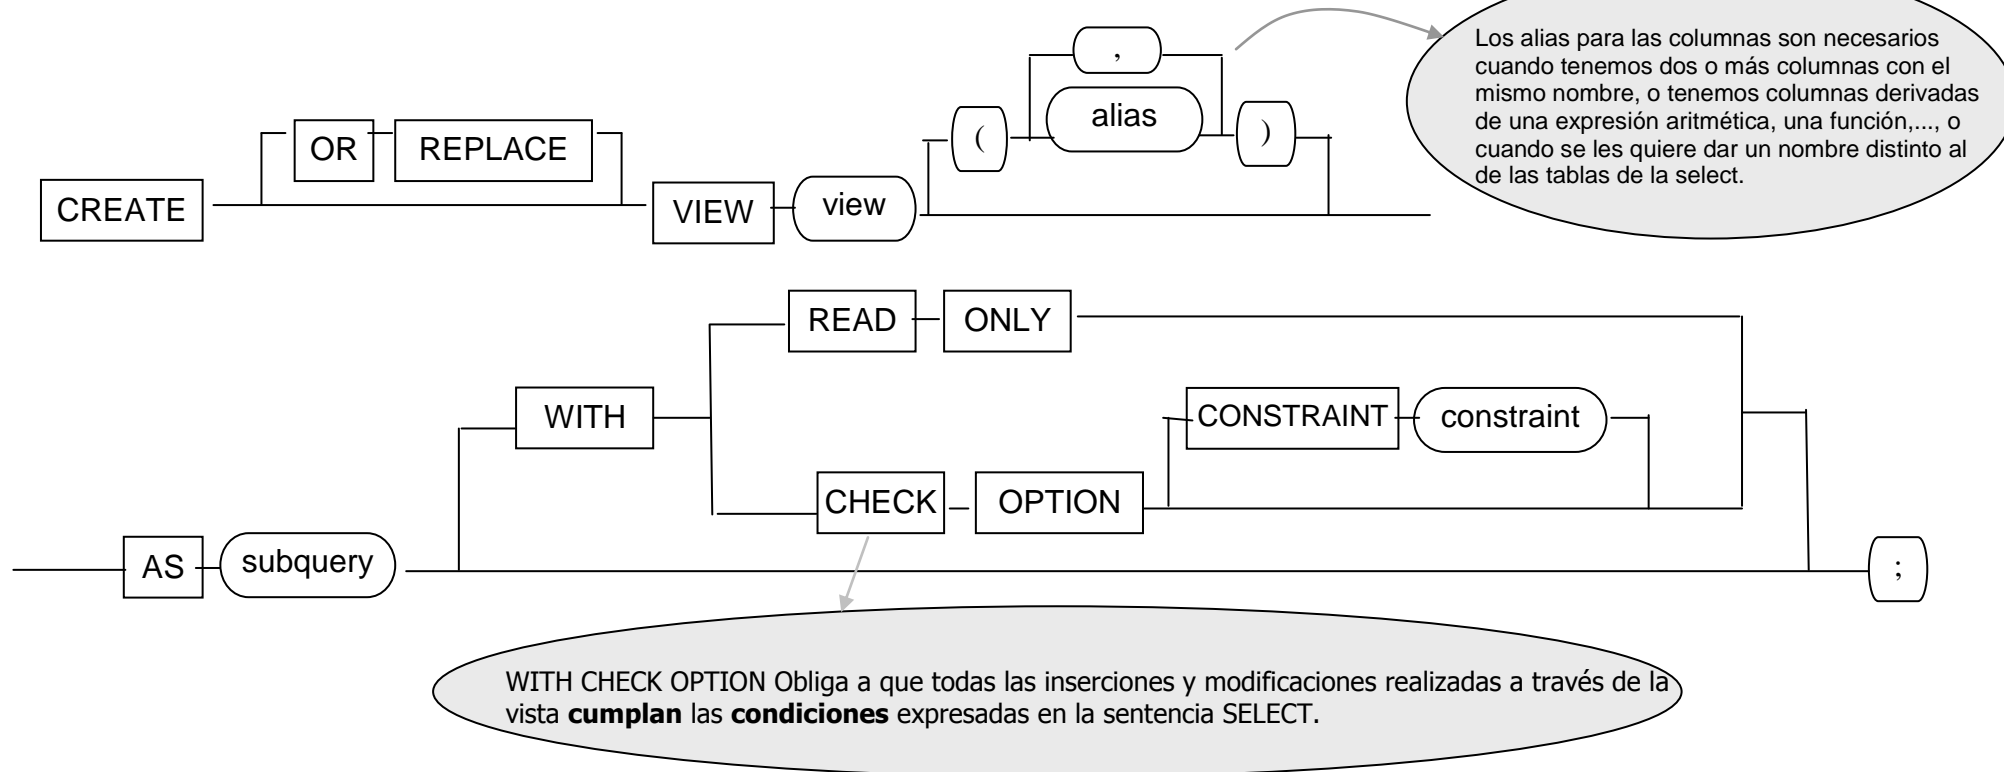 Los alias para las columnas son necesarios
cuando tenemos dos o más columnas con el
mismo nombre, o tenemos columnas derivadas
de una expresión aritmética, una función,..., o
cuando se les quiere dar un nombre distinto al
de las tablas de la select.
,
CREATE OR REPLACE VIEW view ( alias )
READ ONLY
WITH CONSTRAINT constraint
CHECK OPTION
AS subquery ;
WITH CHECK OPTION Obliga a que todas las inserciones y modificaciones realizadas a través de la
vista cumplan las condiciones expresadas en la sentencia SELECT.